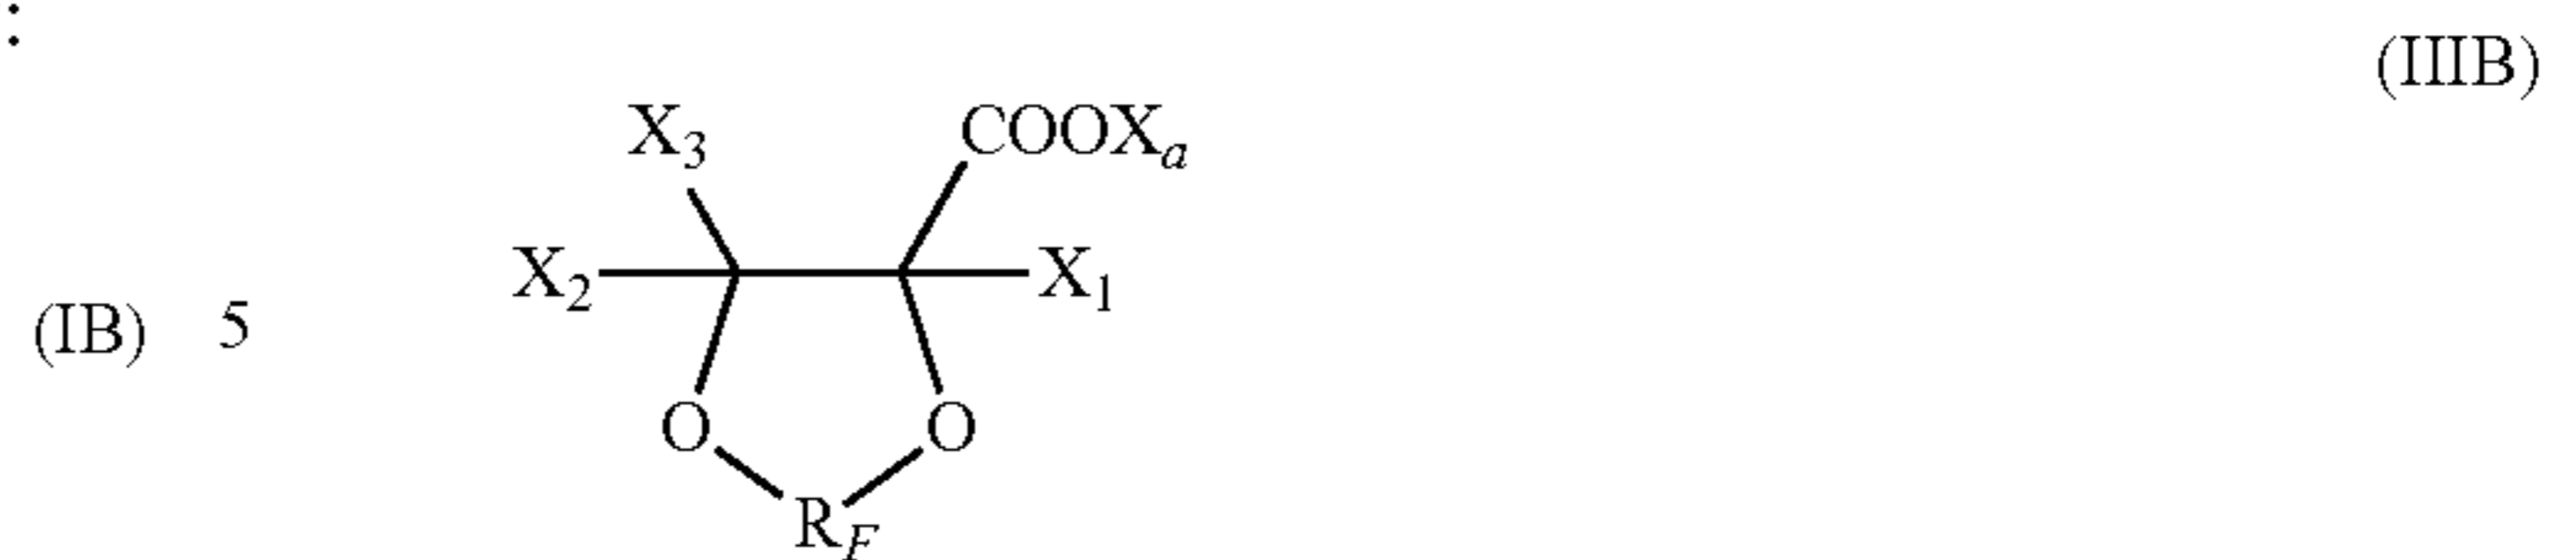 :
(IIIB)
X3 COOXa
X2 X1
(IB) 5
O O
RF